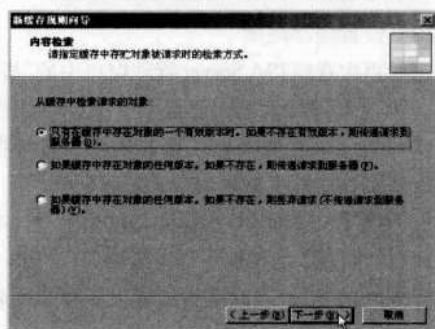 新缓存规则向导
内容检索
请指定缓存中存贮对象被请求时的检索方式。
从缓存中检索请求的对象
只有在缓存中存在对象的一个有效版本时。如果不存在有效版本，则传递请求到
服务器(Q)。
如果缓存中存在对象的任何版本。如果不存在，则传递请求到服务器(F)。
如果缓存中存在对象的任何版本。如果不存在，则丢弃请求(不传递请求到服务
器)(V)。
<上一步(B) 下一步(N)> 取消